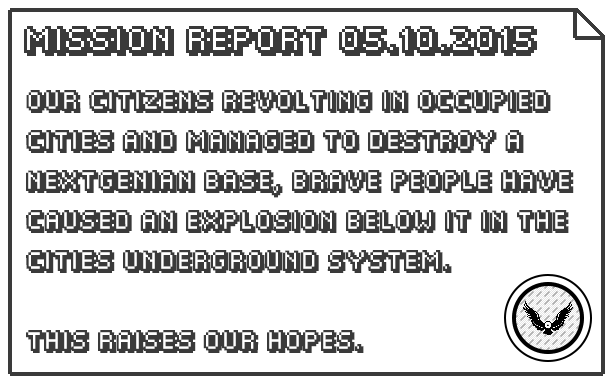 MISSION REPORT 05.10.2015
OUR CITIZENS REVOLTING IN OCCUPIED
CITIES AND MANAGED TO DESTROY A
NEXTGENIAN BASE, BRAVE PEOPLE HAVE
CAUSED AN EXPLOSION BELOW IT IN THE
CITIES UNDERGROUND SYSTEM.
THIS RAISES OUR HOPES.